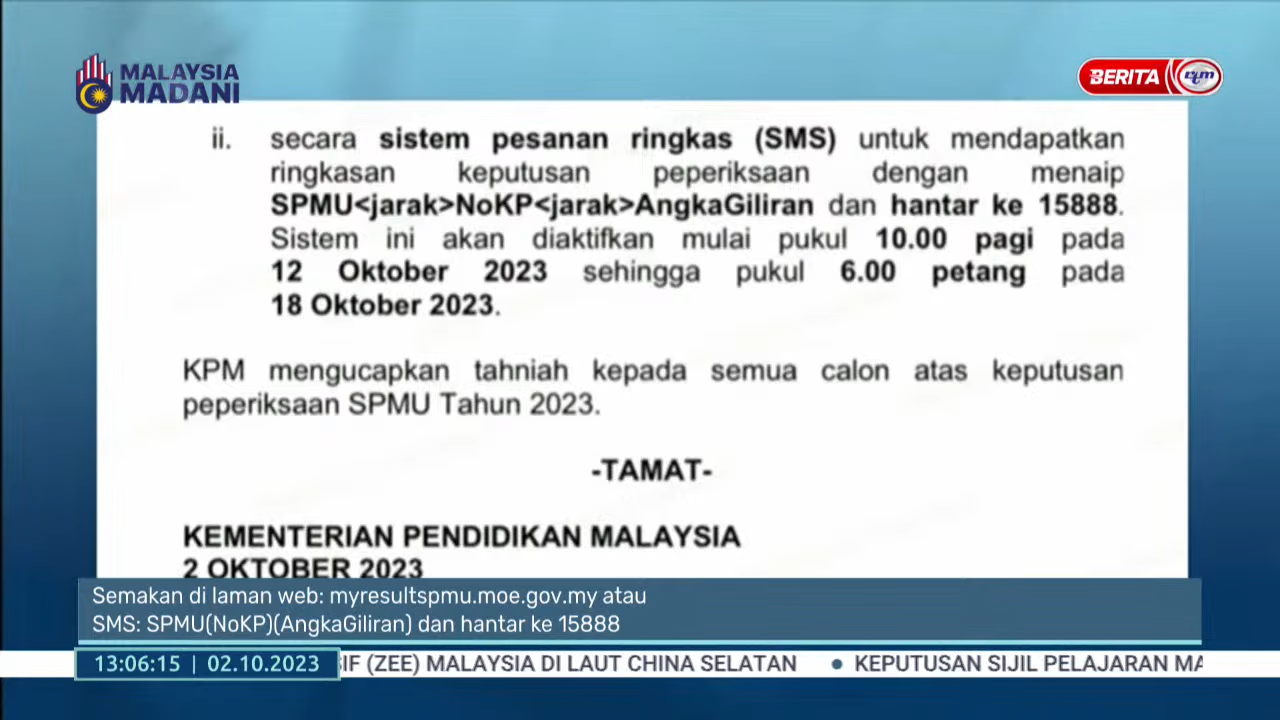 MALAYSIA
MADANI
BERITA rtm
ii. secara sistem pesanan ringkas (SMS) untuk mendapatkan
ringkasan keputusan peperiksaan dengan menaip
SPMU<jarak>NoKP<jarak>AngkaGiliran dan hantar ke 15888.
Sistem ini akan diaktifkan mulai pukul 10.00 pagi pada
12 Oktober 2023 sehingga pukul 6.00 petang pada
18 Oktober 2023.
KPM mengucapkan tahniah kepada semua calon atas keputusan
peperiksaan SPMU Tahun 2023.
-TAMAT-
KEMENTERIAN PENDIDIKAN MALAYSIA
2 OKTOBER 2023
Semakan di laman web: myresultspmu.moe.gov.my atau
SMS: SPMU(NoKP)(AngkaGiliran) dan hantar ke 15888
13:06:15 | 02.10.2023 IF (ZEE) MALAYSIA DI LAUT CHINA SELATAN • KEPUTUSAN SIJIL PELAJARAN MA